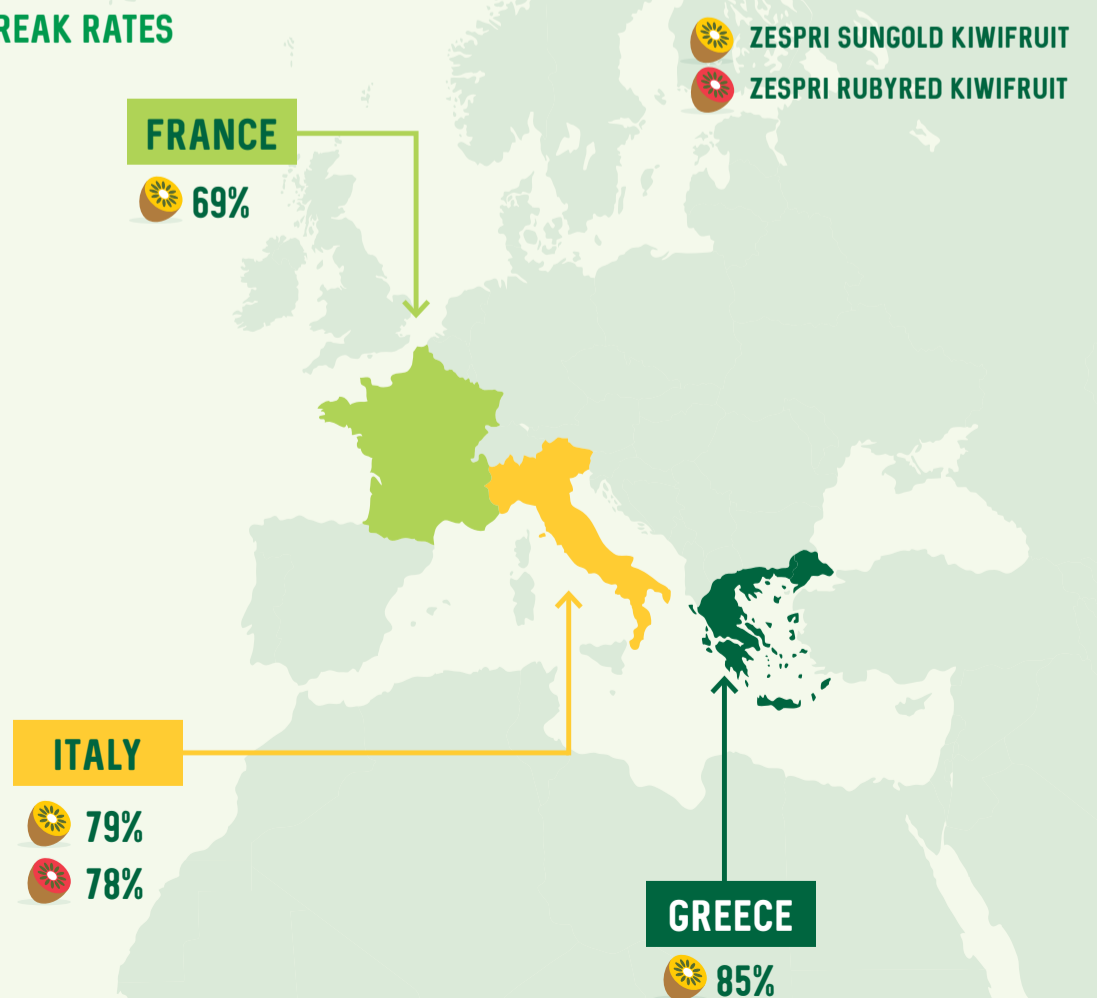 REAK RATES
ZESPRI SUNGOLD KIWIFRUIT
ZESPRI RUBYRED KIWIFRUIT
FRANCE
69%
ITALY
79%
78%
GREECE
85%